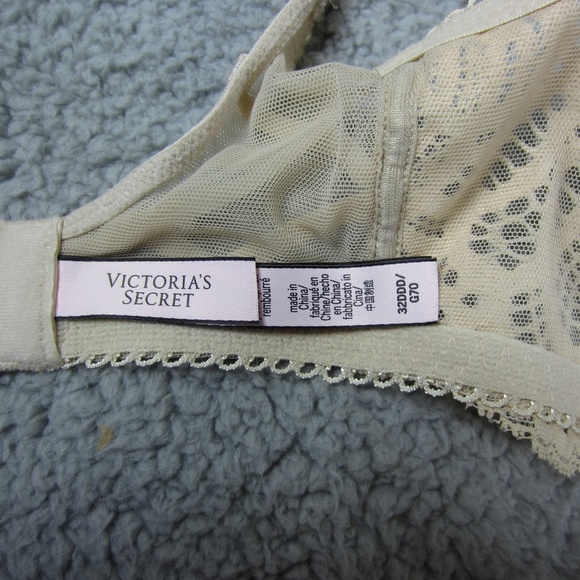 VICTORIA'S
SECRET
rembourré
made in
China/
fabriqué en
Chine/hecho
en China/
fabbricato in
Cina/
中国制造
32DDD/
G70